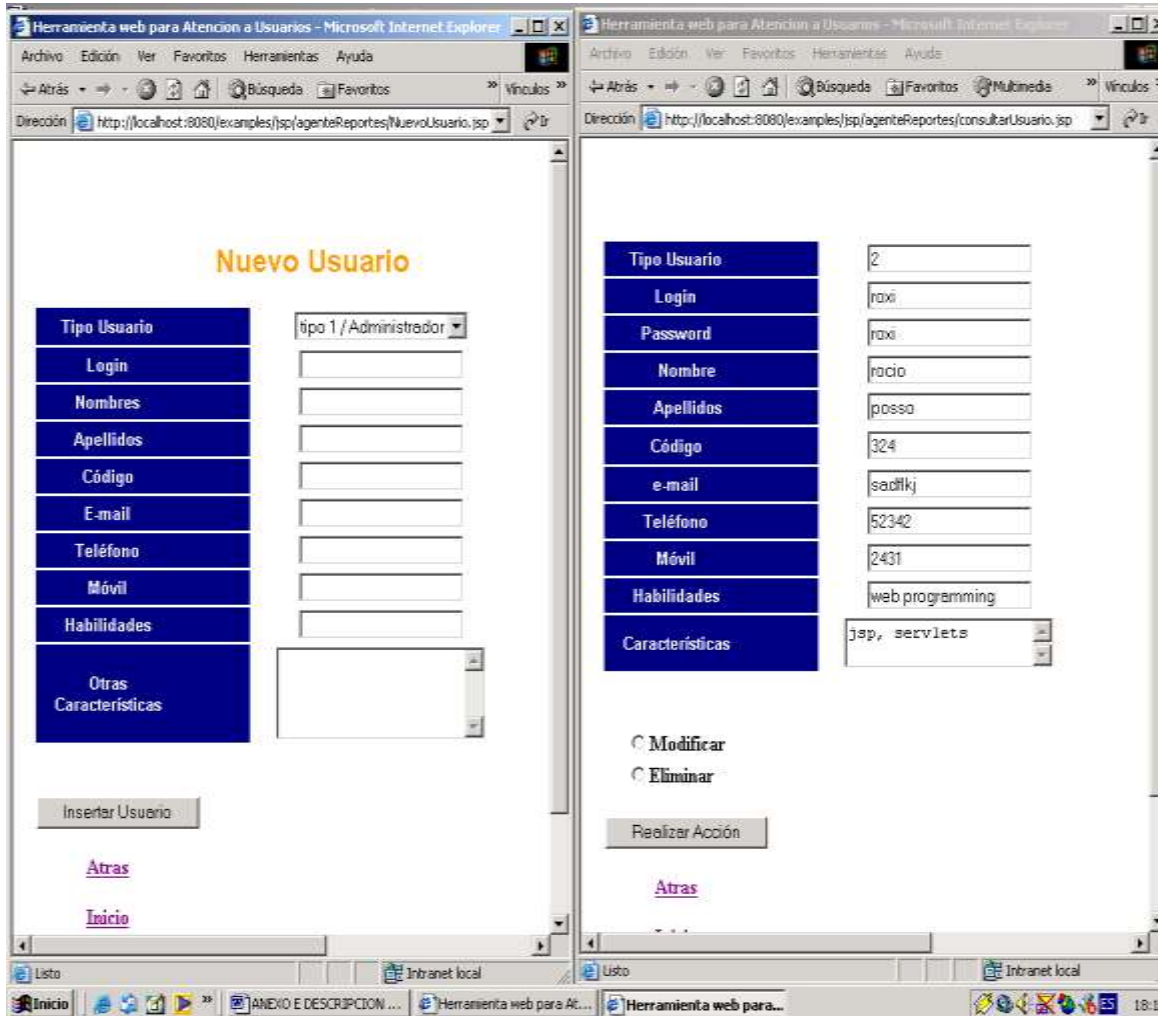 Herramienta web para Atencion a Usuarios - Microsoft Internet Explorer
Archivo Edición Ver Favoritos Herramientas Ayuda
Atrás Búsqueda Favoritos » Vínculos »
Dirección http://localhost:8080/examples/jsp/agenteReportes/NuevoUsuario.jsp Ir
Nuevo Usuario
Tipo Usuario tipo 1 / Administrador
Login
Nombres
Apellidos
Código
E-mail
Teléfono
Móvil
Habilidades
Otras
Características
Insertar Usuario
Atras
Inicio
Listo Intranet local
Herramienta web para Atencion a Usuarios - Microsoft Internet Explorer
Archivo Edición Ver Favoritos Herramientas Ayuda
Atrás Búsqueda Favoritos Multimedia » Vínculos
Dirección http://localhost:8080/examples/jsp/agenteReportes/consultarUsuario.jsp Ir
Tipo Usuario 2
Login roxi
Password roxi
Nombre rocio
Apellidos posso
Código 324
e-mail sadflkj
Teléfono 52342
Móvil 2431
Habilidades web programming
Características jsp, servlets
Modificar
Eliminar
Realizar Acción
Atras
Listo Intranet local
Inicio » ANEXO E DESCRIPCION ... Herramienta web para At... Herramienta web para... ES 18:1